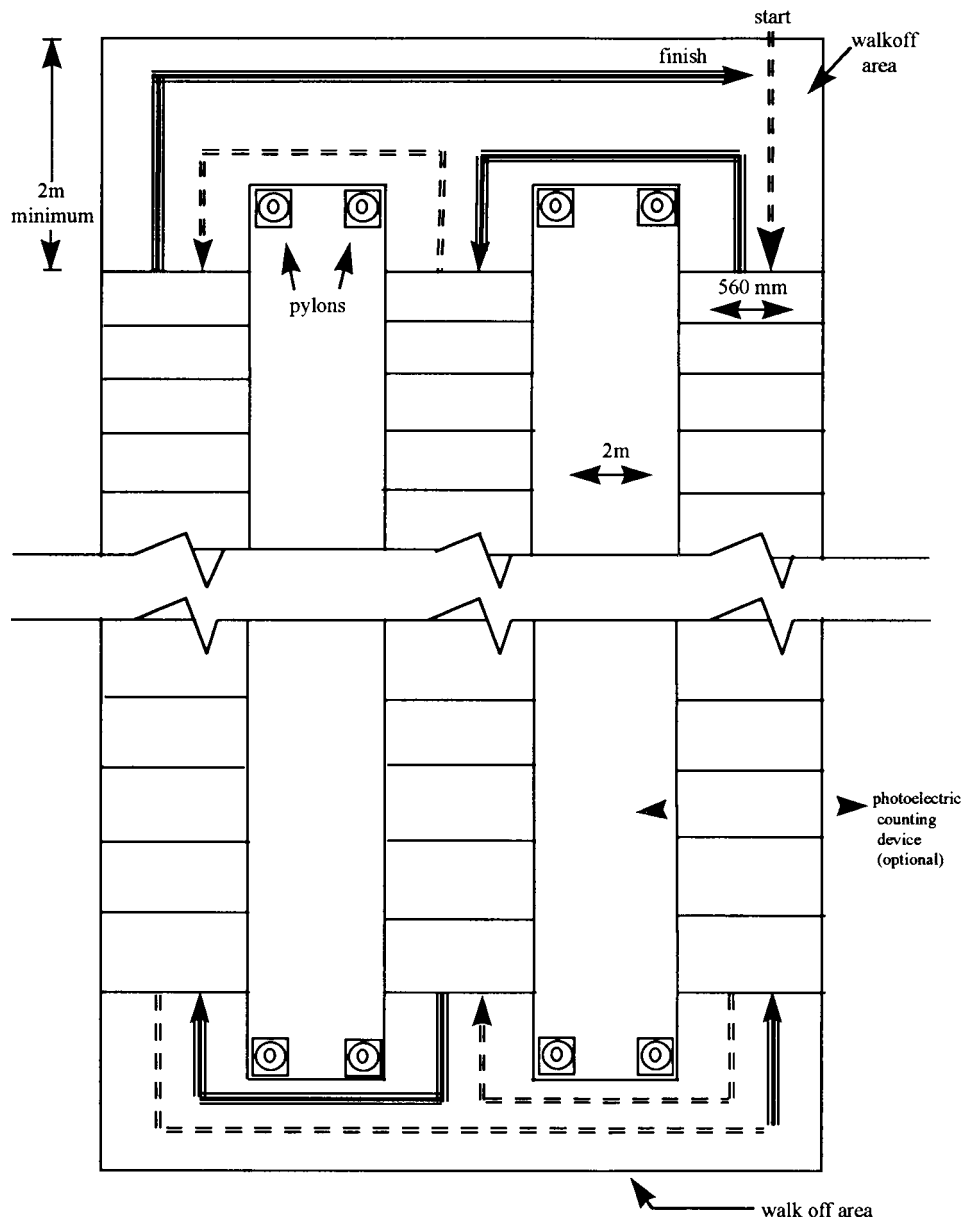 start
walkoff
area
finish
2m
minimum
pylons
560 mm
2m
photoelectric
counting
device
(optional)
walk off area